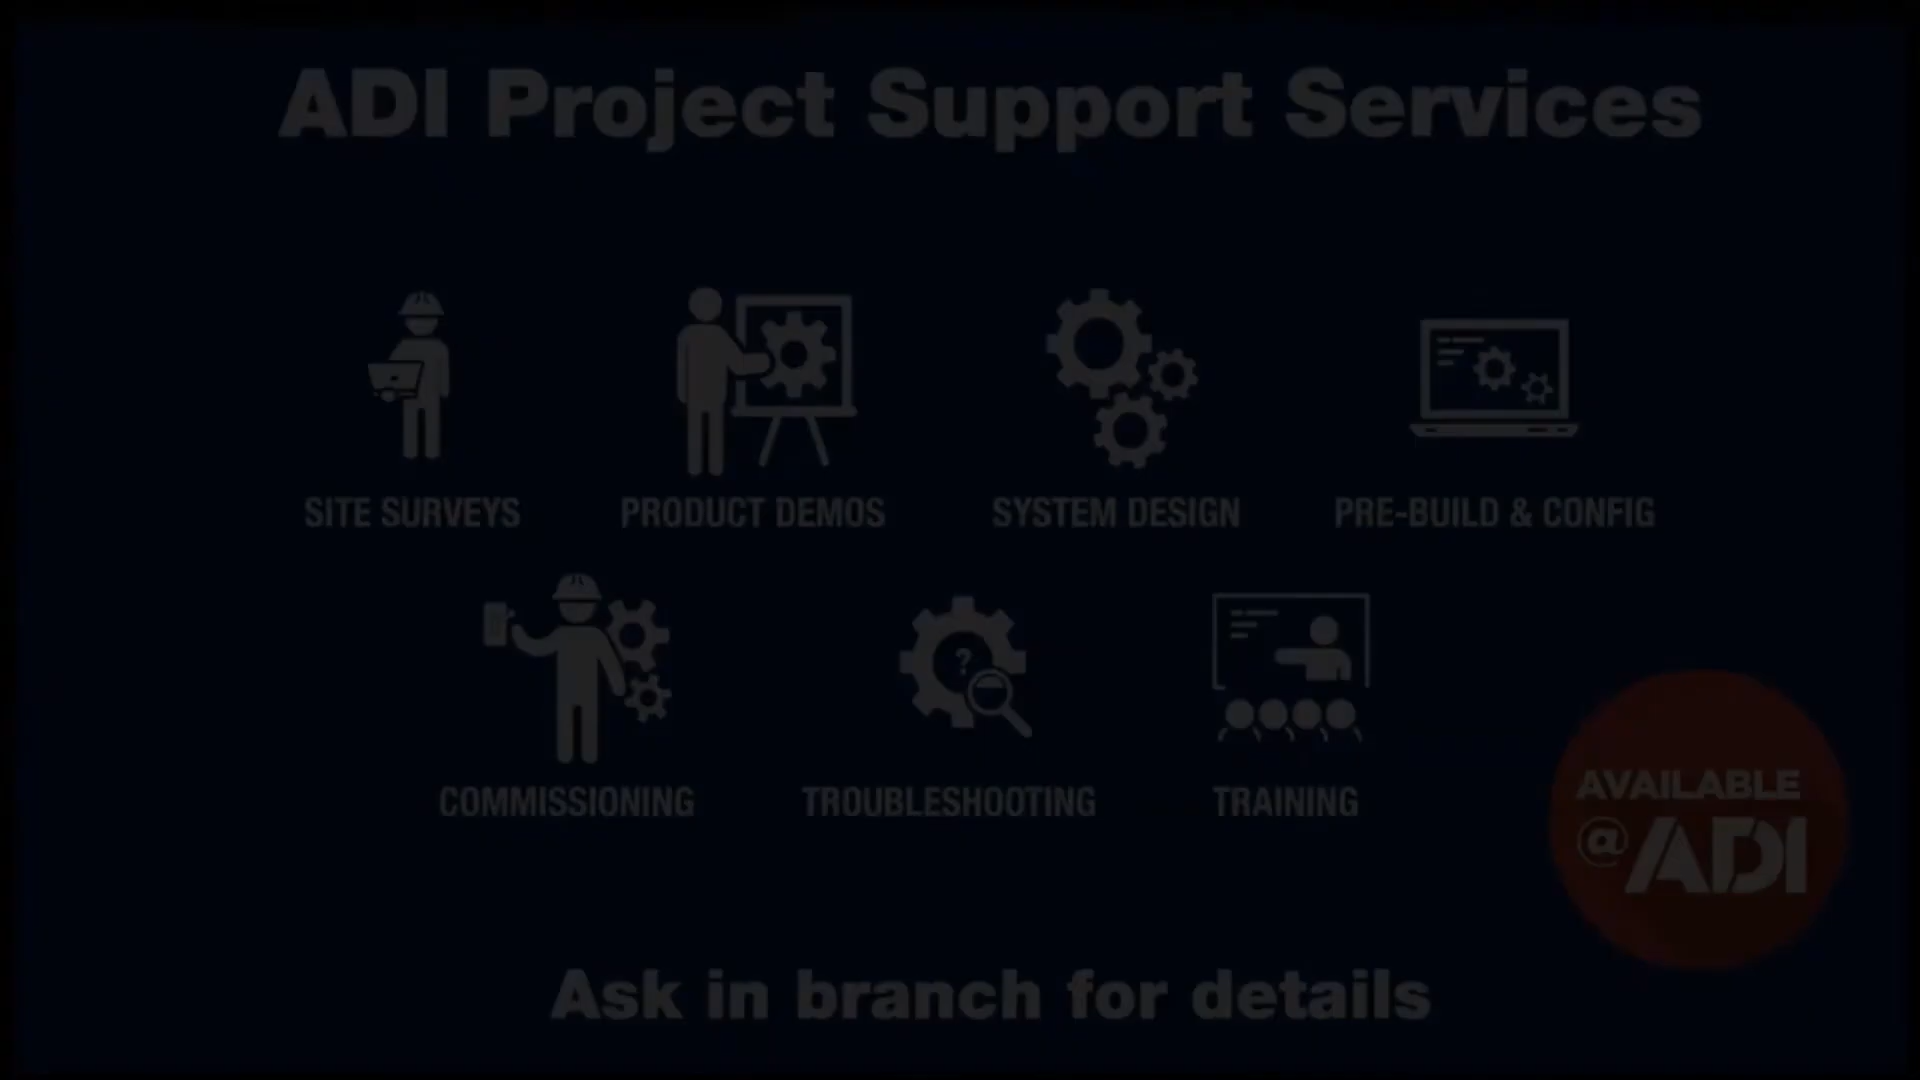 ADI Project Support Services
SITE SURVEYS
PRODUCT DEMOS
SYSTEM DESIGN
PRE-BUILD & CONFIG
?
COMMISSIONING
TROUBLESHOOTING
TRAINING
AVAILABLE
@ADI
Ask in branch for details